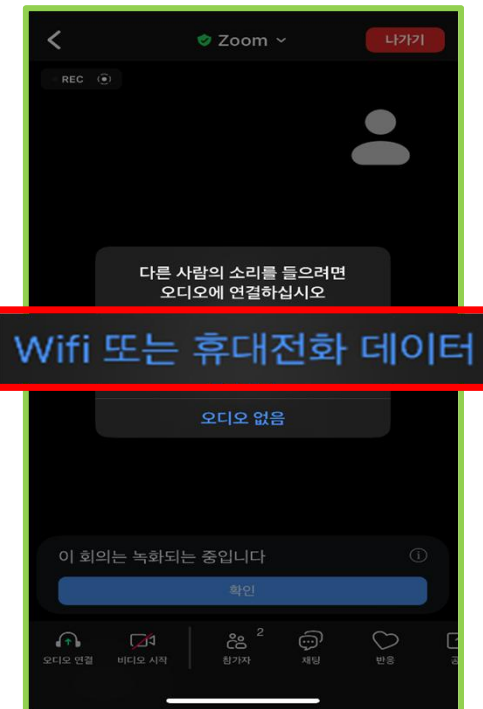 Zoom
나가기
REC
다른 사람의 소리를 들으려면
오디오에 연결하십시오
Wifi 또는 휴대전화 데이터
오디오 없음
이 회의는 녹화되는 중입니다
확인
2
오디오 연결
비디오 시작
참가자
채팅
반응